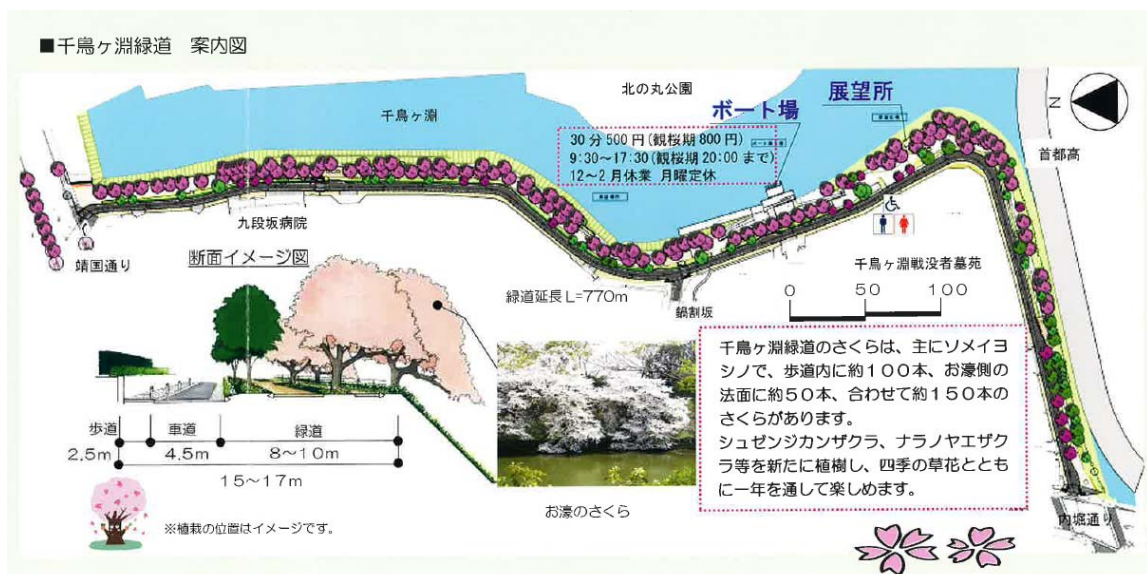 ■千鳥ヶ淵緑道　案内図
北の丸公園
千鳥ヶ淵
ボート場
展望所
N
首都高
30分500円(観桜期800円)
9:30～17:30(観桜期20:00まで)
12～2月休業 月曜定休
九段坂病院
靖国通り
断面イメージ図
緑道延長L=770m
鍋割坂
千鳥ヶ淵戦没者墓苑
0 50 100
千鳥ヶ淵緑道のさくらは、主にソメイヨ
シノで、歩道内に約100本、お濠側の
法面に約50本、合わせて約150本の
さくらがあります。
シュゼンジカンザクラ、ナラノヤエザク
ラ等を新たに植樹し、四季の草花ととも
に一年を通して楽しめます。
歩道 車道 緑道
2.5m 4.5m 8～10m
15～17m
お濠のさくら
※植栽の位置はイメージです。
内堀通り